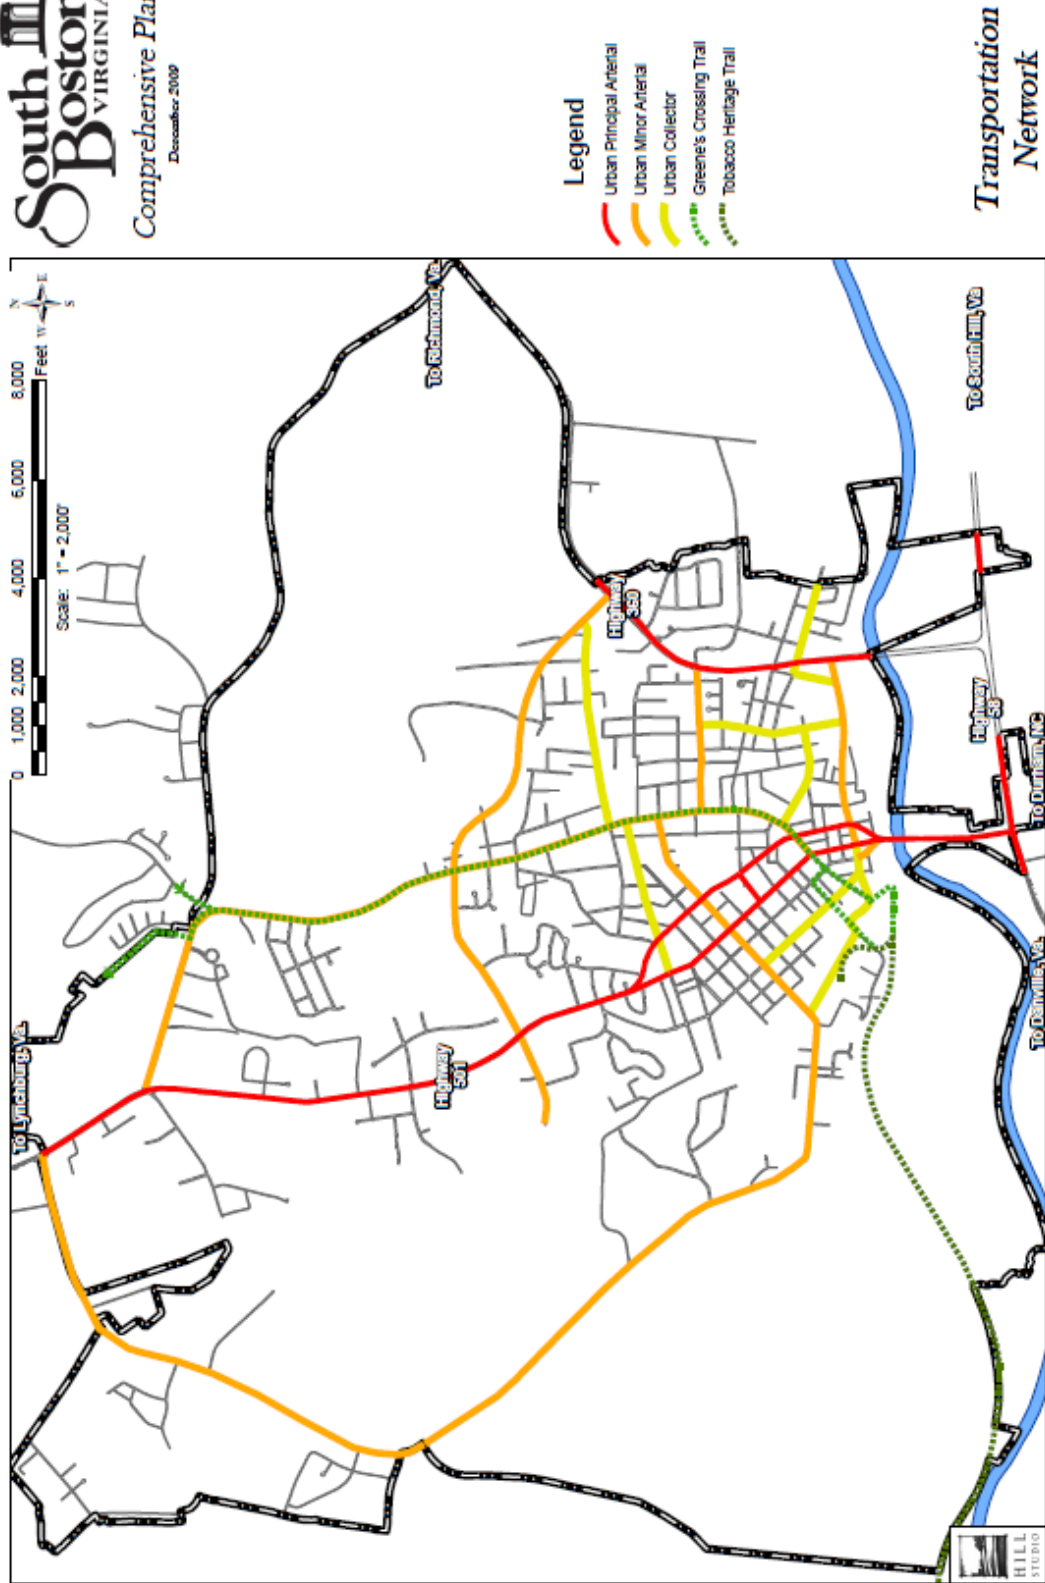 South
Boston
VIRGINIA
Comprehensive Plan
December 2009
Legend
Urban Principal Arterial
Urban Minor Arterial
Urban Collector
Greene's Crossing Trail
Tobacco Heritage Trail
Transportation
Network
0 1,000 2,000 4,000 6,000 8,000
Feet
Scale: 1" = 2,000'
N
W E
S
To Lynchburg, Va.
To Richmond, Va.
Highway
501
Highway
360
Highway
58
To South Hill, Va
To Durham, NC
To Danville, Va.
HILL
STUDIO